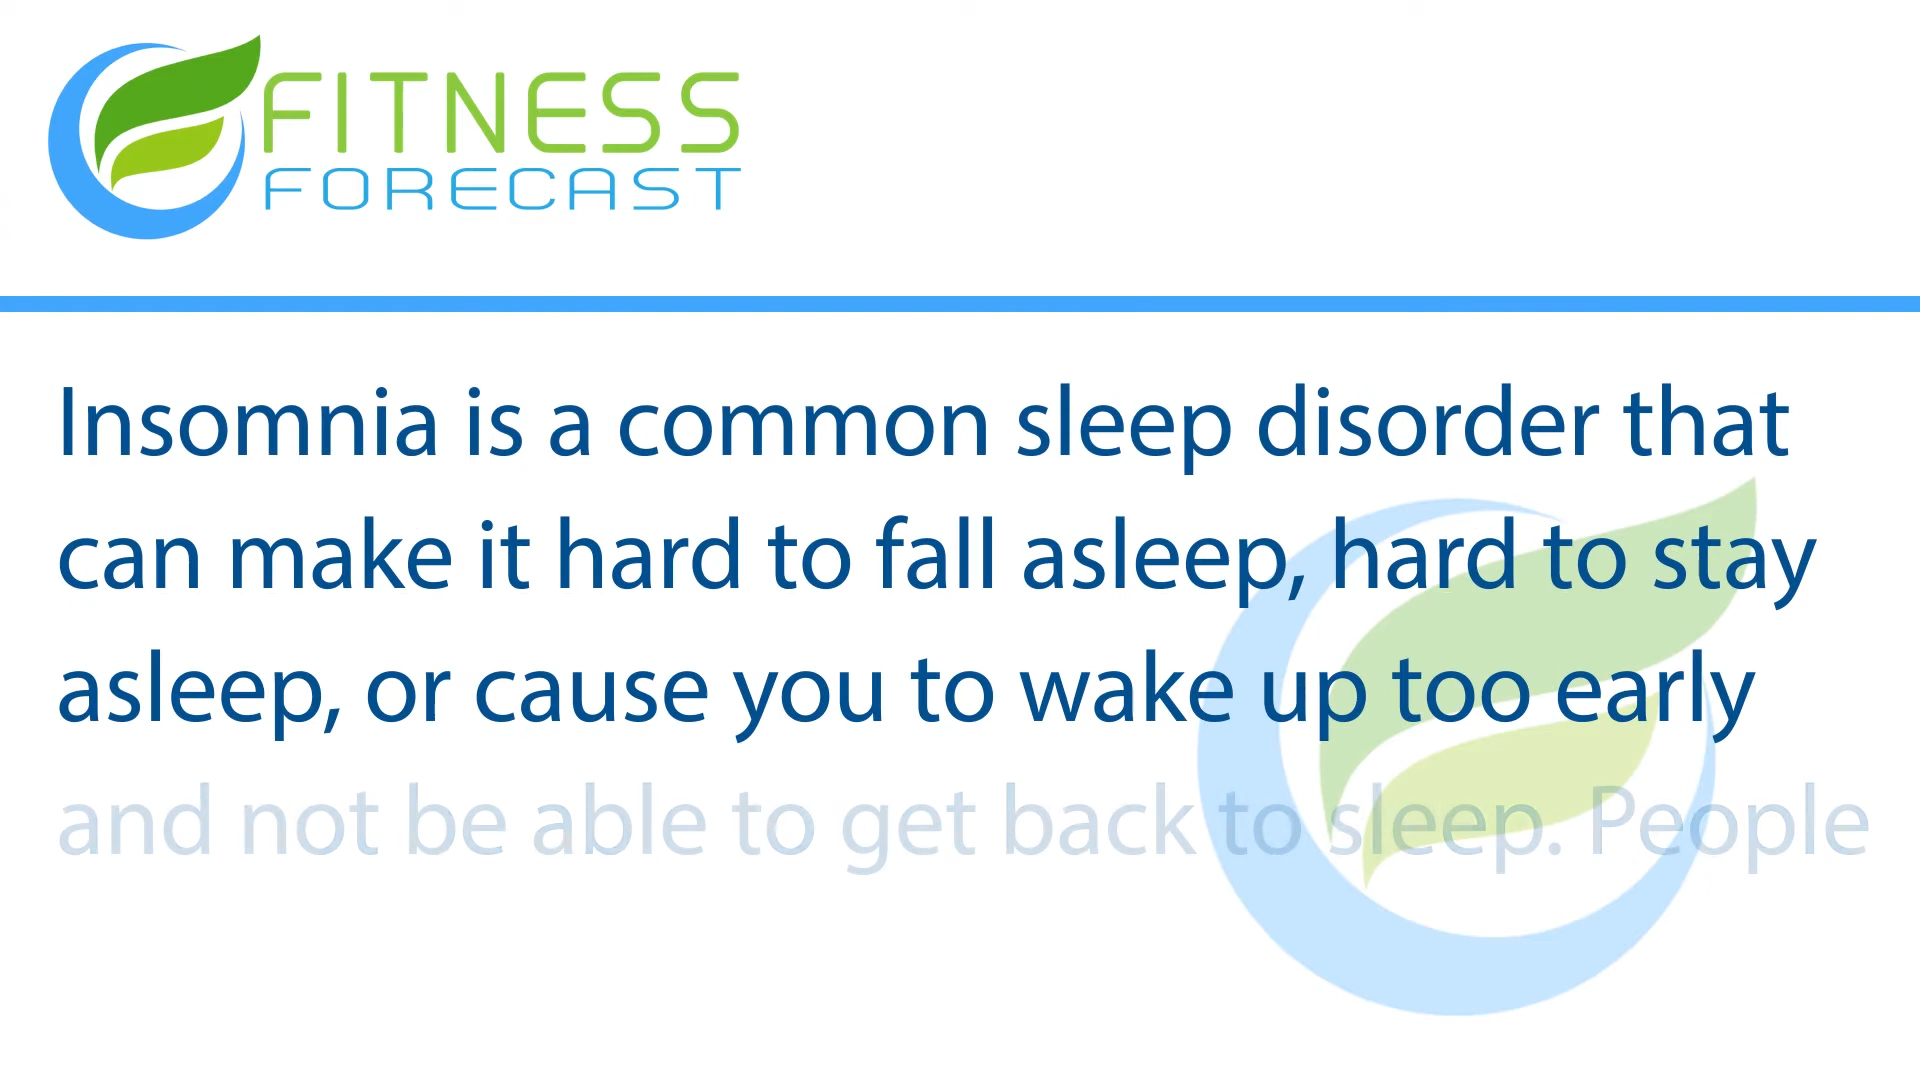 FITNESS
FORECAST
Insomnia is a common sleep disorder that
can make it hard to fall asleep, hard to stay
asleep, or cause you to wake up too early
and not be able to get back to sleep. People